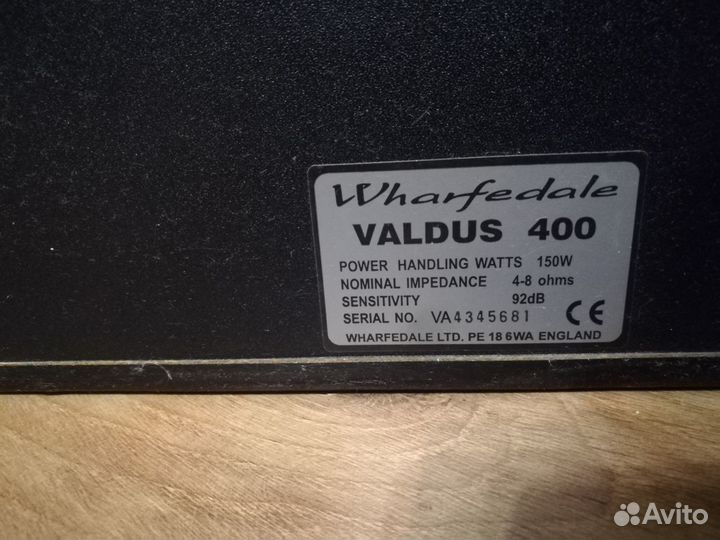 Wharfedale
VALDUS 400
POWER HANDLING WATTS 150W
NOMINAL IMPEDANCE 4-8 ohms
SENSITIVITY 92dB
SERIAL NO. VA4345681 CE
WHARFEDALE LTD. PE 18 6WA ENGLAND
Avito